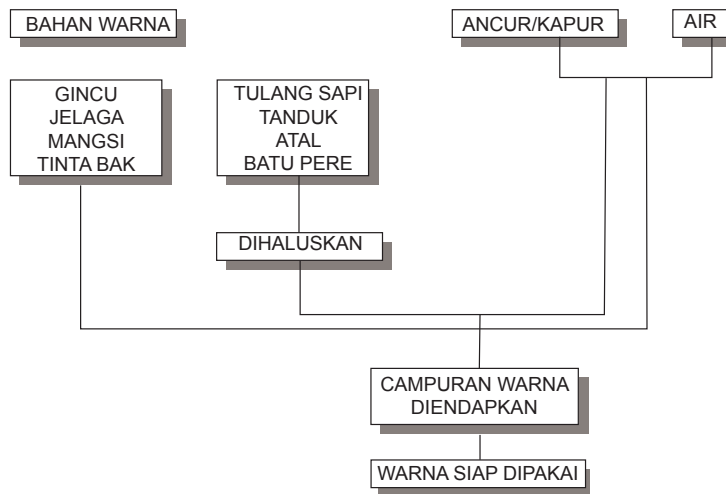 BAHAN WARNA
ANCUR/KAPUR
AIR
GINCU
JELAGA
MANGSI
TINTA BAK
TULANG SAPI
TANDUK
ATAL
BATU PERE
DIHALUSKAN
CAMPURAN WARNA
DIENDAPKAN
WARNA SIAP DIPAKAI